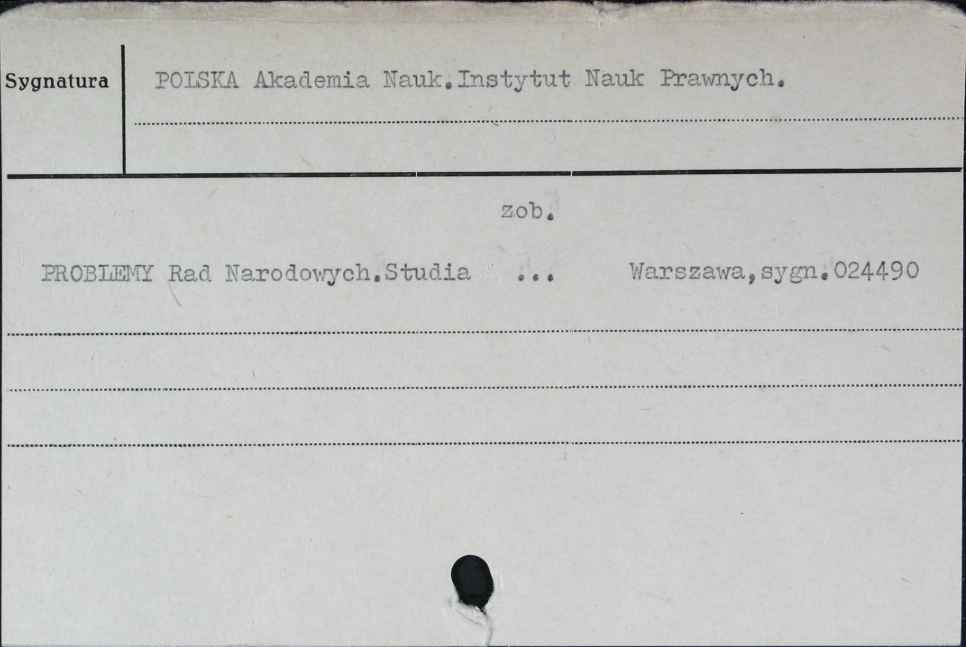 Sygnatura
POLSKA Akademia Nauk.Instytut Nauk Prawnych.
zob.
PROBLEMY Rad Narodowych.Studia ... Warszawa,sygn.024490